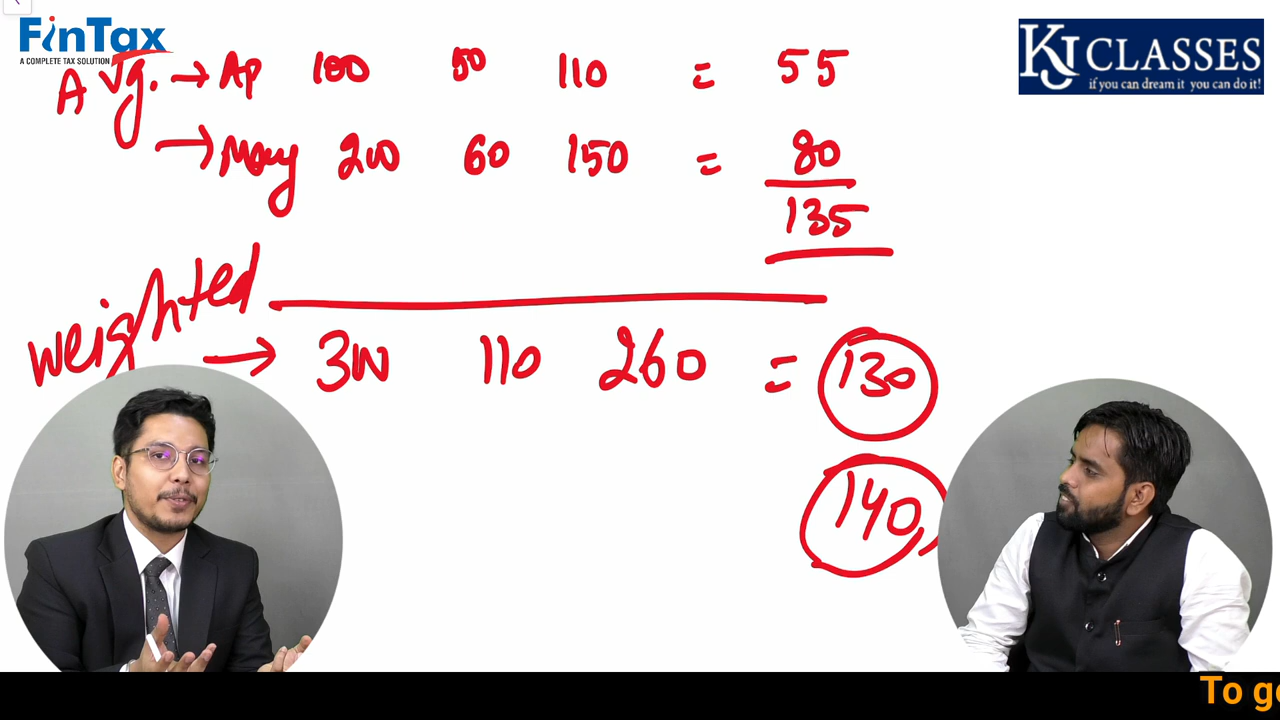 FinTax
A COMPLETE TAX SOLUTION
KJ CLASSES
if you can dream it you can do it!
Avg. → Ap 100 50 110 = 55
→ May 200 60 150 = 80
135
weighted
→ 300 110 260 = 130
140
To g